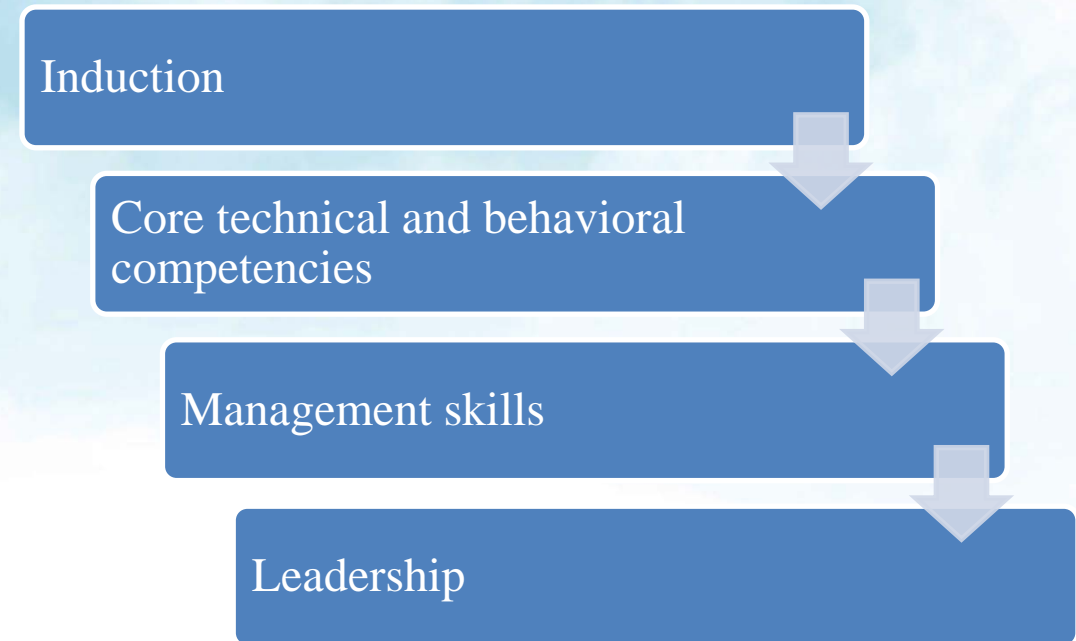 Induction
Core technical and behavioral
competencies
Management skills
Leadership